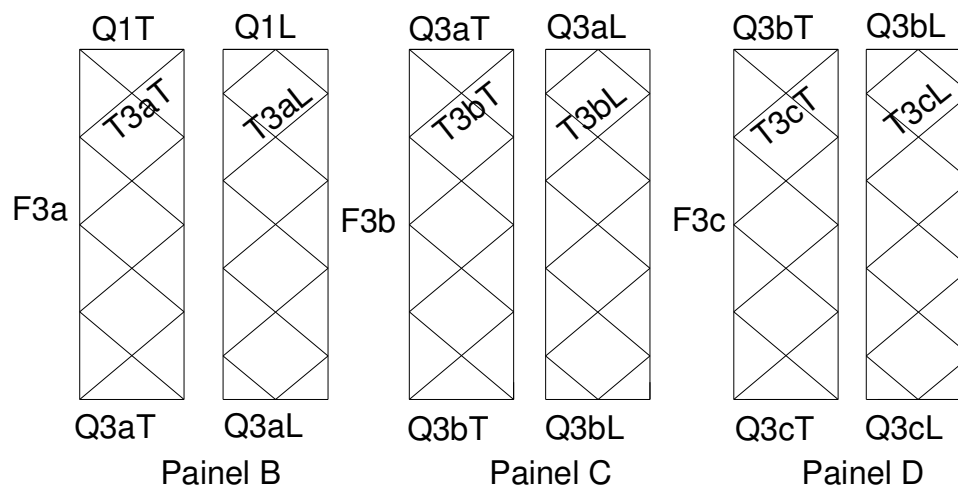 Q1T Q1L Q3aT Q3aL Q3bT Q3bL
T3aT T3aL T3bT T3bL T3cT T3cL
F3a F3b F3c
Q3aT Q3aL Q3bT Q3bL Q3cT Q3cL
Painel B Painel C Painel D